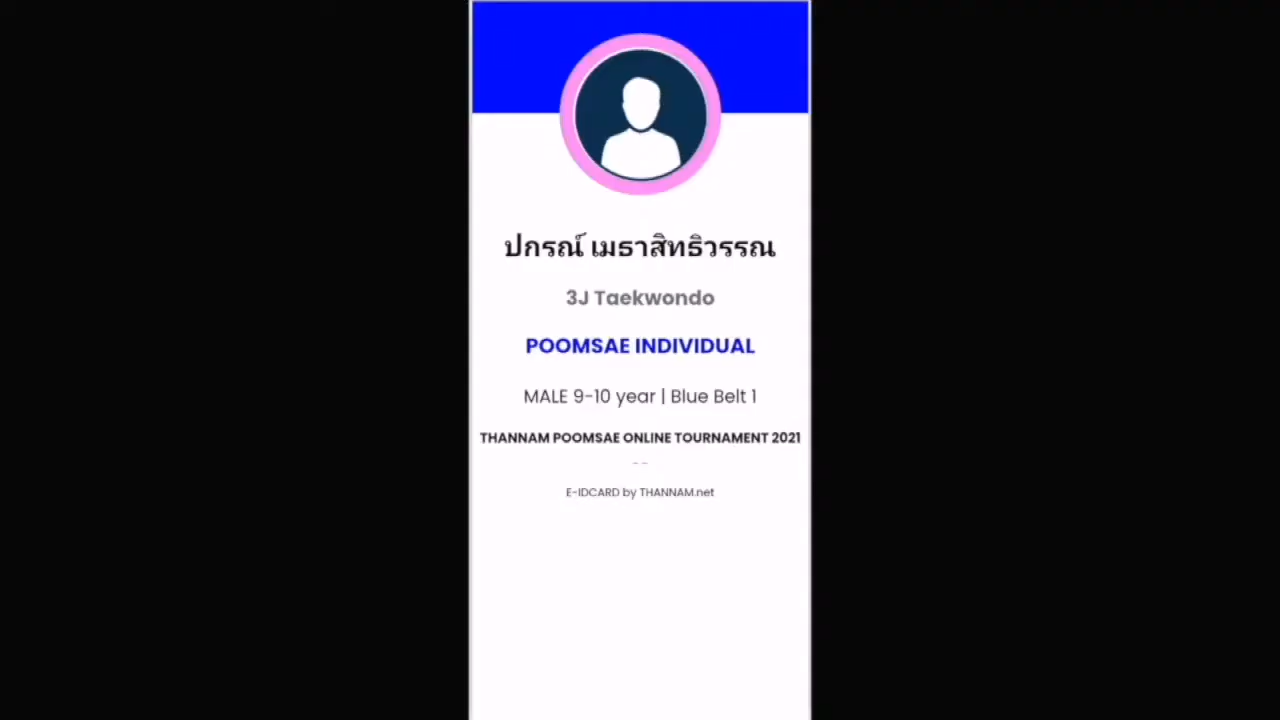 ปกรณ์ เมธาสิทธิวรรณ
3J Taekwondo
POOMSAE INDIVIDUAL
MALE 9-10 year | Blue Belt 1
THANNAM POOMSAE ONLINE TOURNAMENT 2021
--
E-IDCARD by THANNAM.net